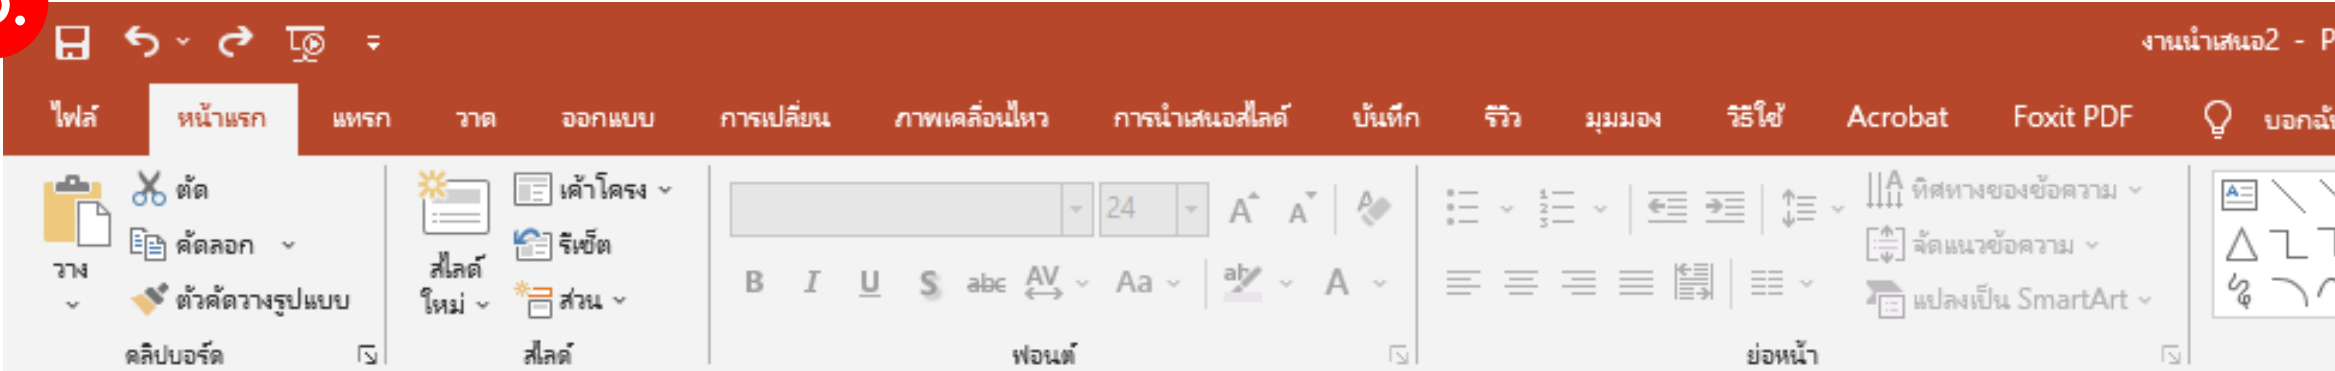 งานนำเสนอ2 - P
ไฟล์ หน้าแรก แทรก วาด ออกแบบ การเปลี่ยน ภาพเคลื่อนไหว การนำเสนอสไลด์ บันทึก รีวิว มุมมอง วิธีใช้ Acrobat Foxit PDF บอกฉัน
วาง
ตัด
คัดลอก
ตัวคัดวางรูปแบบ
คลิปบอร์ด
สไลด์
ใหม่
เค้าโครง
รีเซ็ต
ส่วน
สไลด์
24 A A A
B I U S abc AV Aa ab A
ฟอนต์
ทิศทางของข้อความ
จัดแนวข้อความ
แปลงเป็น SmartArt
ย่อหน้า